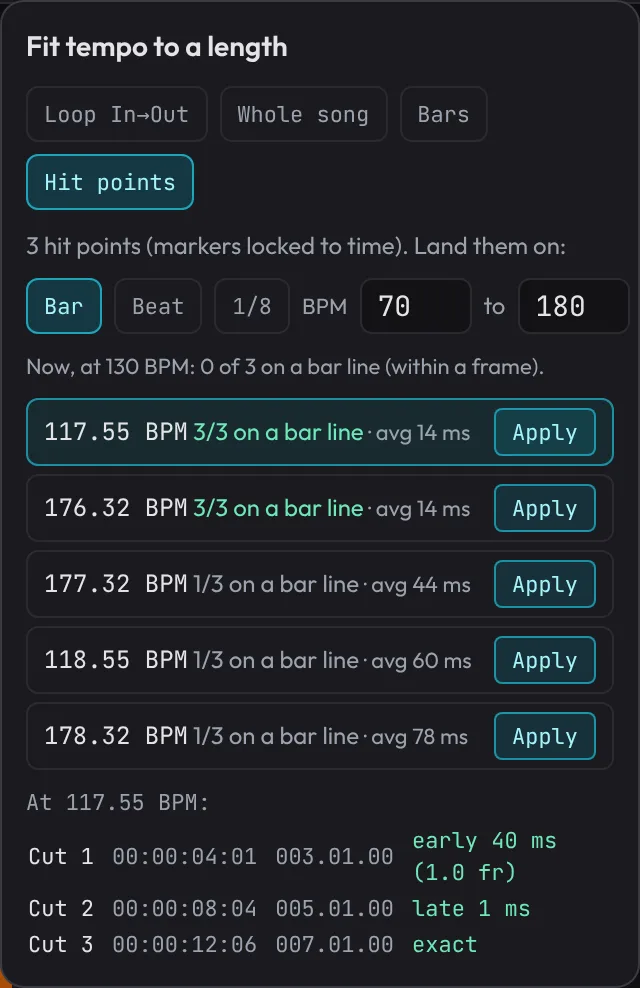 Fit tempo to a length
Loop In→Out Whole song Bars
Hit points
3 hit points (markers locked to time). Land them on:
Bar Beat 1/8 BPM 70 to 180
Now, at 130 BPM: 0 of 3 on a bar line (within a frame).
117.55 BPM 3/3 on a bar line · avg 14 ms Apply
176.32 BPM 3/3 on a bar line · avg 14 ms Apply
177.32 BPM 1/3 on a bar line · avg 44 ms Apply
118.55 BPM 1/3 on a bar line · avg 60 ms Apply
178.32 BPM 1/3 on a bar line · avg 78 ms Apply
At 117.55 BPM:
Cut 1 00:00:04:01 003.01.00 early 40 ms
(1.0 fr)
Cut 2 00:00:08:04 005.01.00 late 1 ms
Cut 3 00:00:12:06 007.01.00 exact